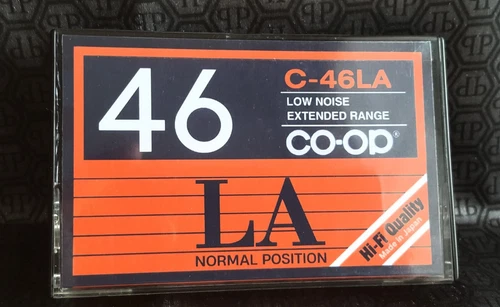 46
C-46LA
LOW NOISE
EXTENDED RANGE
CO-OP®
LA
NORMAL POSITION
Hi-Fi Quality
Made in Japan